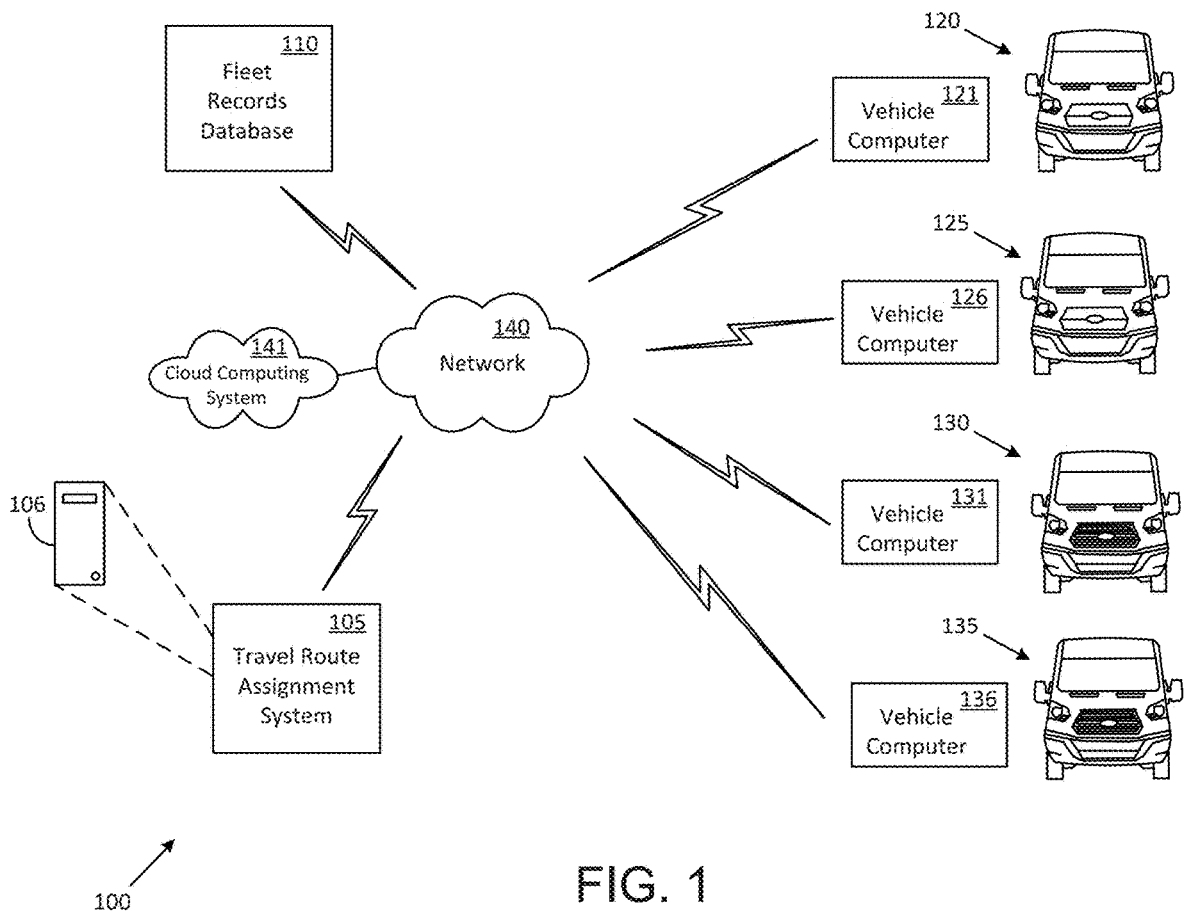 110
Fleet
Records
Database
120
121
Vehicle
Computer
125
126
Vehicle
Computer
140
Network
141
Cloud Computing
System
130
131
Vehicle
Computer
106
105
Travel Route
Assignment
System
135
136
Vehicle
Computer
100
FIG. 1